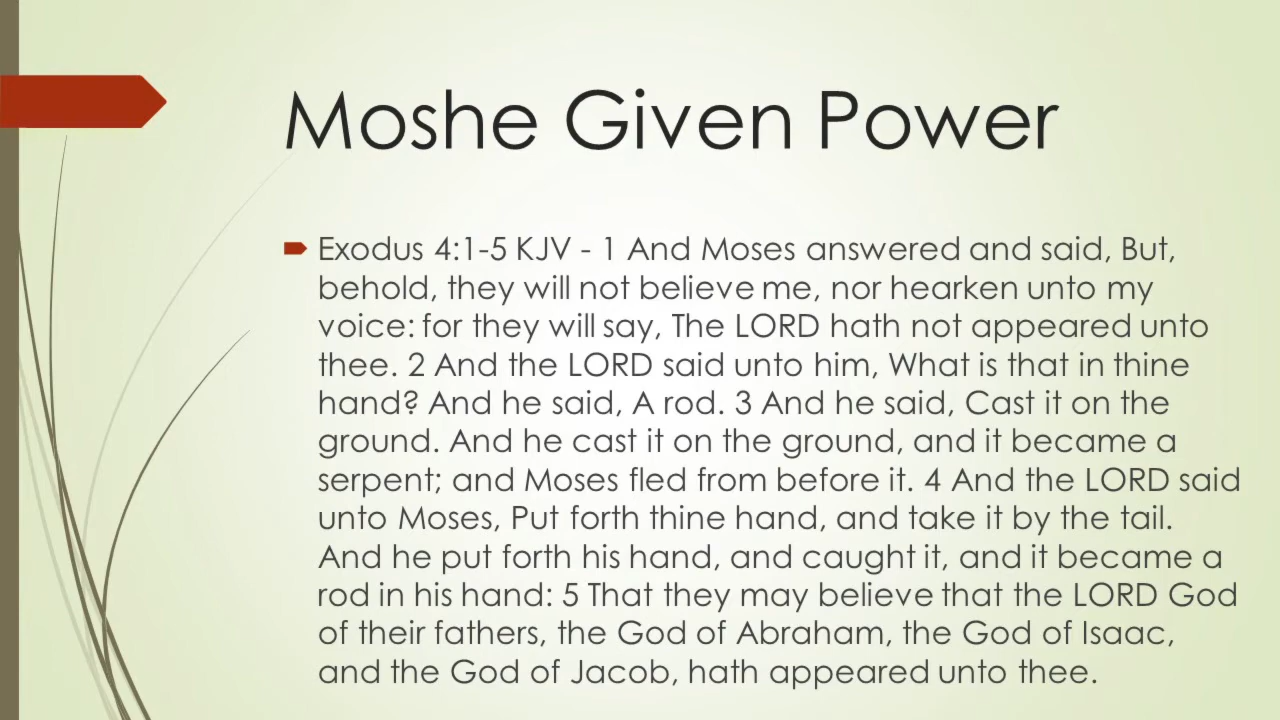 Moshe Given Power
Exodus 4:1-5 KJV - 1 And Moses answered and said, But,
behold, they will not believe me, nor hearken unto my
voice: for they will say, The LORD hath not appeared unto
thee. 2 And the LORD said unto him, What is that in thine
hand? And he said, A rod. 3 And he said, Cast it on the
ground. And he cast it on the ground, and it became a
serpent; and Moses fled from before it. 4 And the LORD said
unto Moses, Put forth thine hand, and take it by the tail.
And he put forth his hand, and caught it, and it became a
rod in his hand: 5 That they may believe that the LORD God
of their fathers, the God of Abraham, the God of Isaac,
and the God of Jacob, hath appeared unto thee.